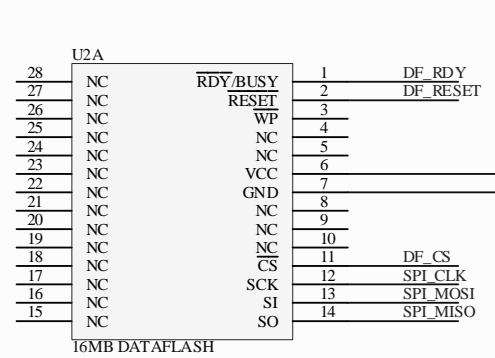 U2A
28 NC RDY/BUSY 1 DF_RDY
27 NC RESET 2 DF_RESET
26 NC WP 3
25 NC NC 4
24 NC NC 5
23 NC VCC 6
22 NC GND 7
21 NC NC 8
20 NC NC 9
19 NC NC 10
18 NC CS 11 DF_CS
17 NC SCK 12 SPI_CLK
16 NC SI 13 SPI_MOSI
15 NC SO 14 SPI_MISO
16MB DATAFLASH